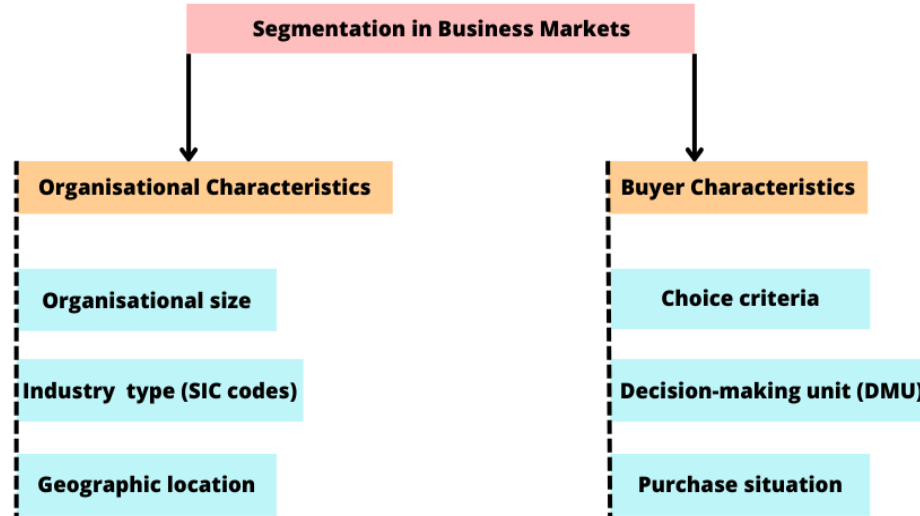 Segmentation in Business Markets
Organisational Characteristics
Organisational size
Industry type (SIC codes)
Geographic location
Buyer Characteristics
Choice criteria
Decision-making unit (DMU)
Purchase situation